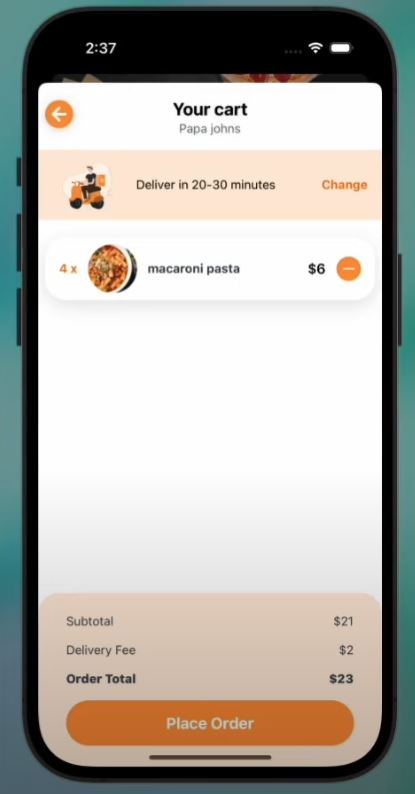 2:37
Your cart
Papa johns
Deliver in 20-30 minutes Change
4 x macaroni pasta $6
Subtotal $21
Delivery Fee $2
Order Total $23
Place Order